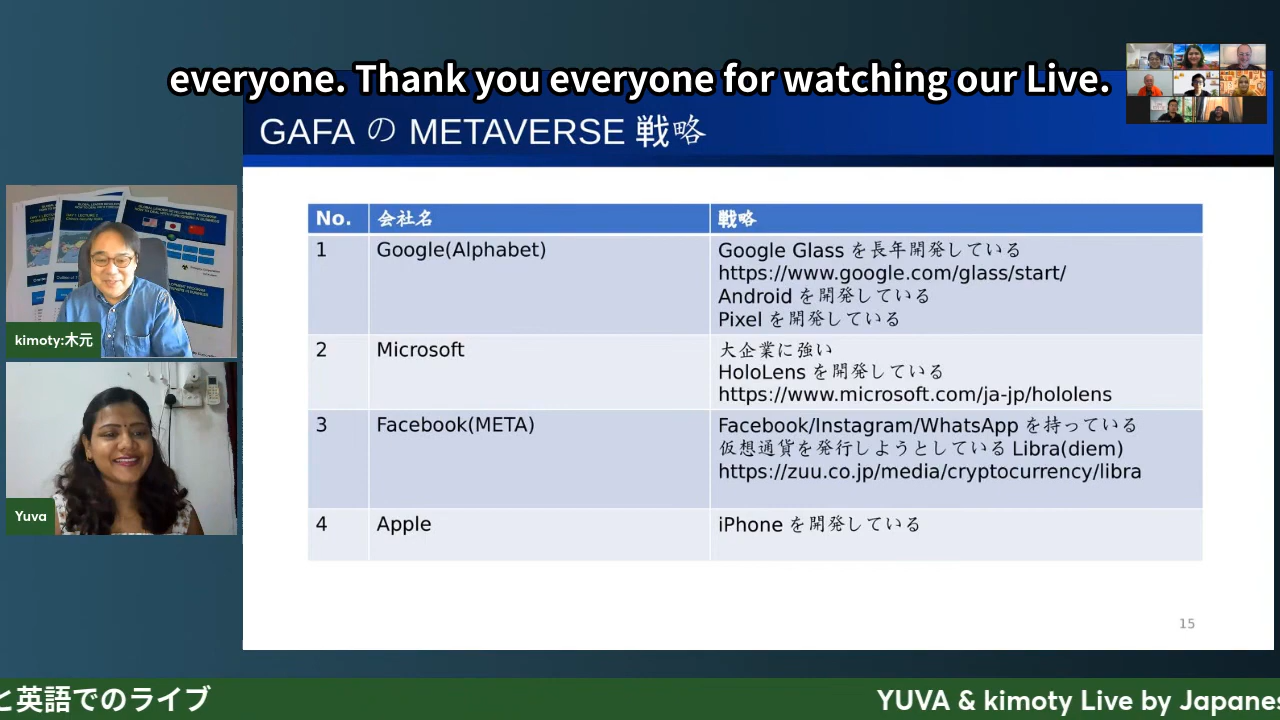 everyone. Thank you everyone for watching our Live.
GAFA の METAVERSE 戦略
No. 会社名 戦略
1 Google(Alphabet) Google Glass を長年開発している
https://www.google.com/glass/start/
Android を開発している
Pixel を開発している
2 Microsoft 大企業に強い
HoloLens を開発している
https://www.microsoft.com/ja-jp/hololens
3 Facebook(META) Facebook/Instagram/WhatsApp を持っている
仮想通貨を発行しようとしている Libra(diem)
https://zuu.co.jp/media/cryptocurrency/libra
4 Apple iPhone を開発している
15
kimoty:木元
Yuva
と英語でのライブ
YUVA & kimoty Live by Japanes